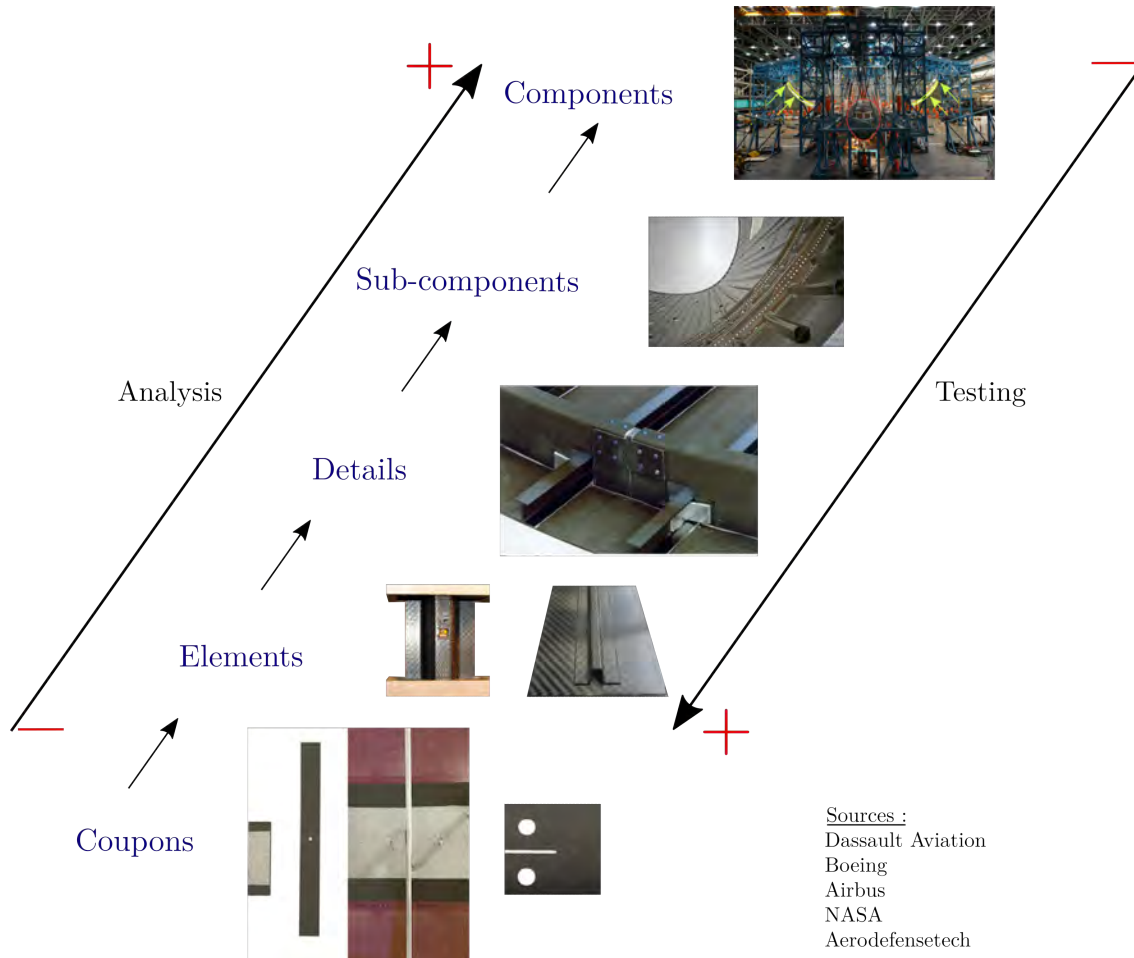 Components
Sub-components
Analysis
Testing
Details
Elements
Coupons
Sources :
Dassault Aviation
Boeing
Airbus
NASA
Aerodefensetech